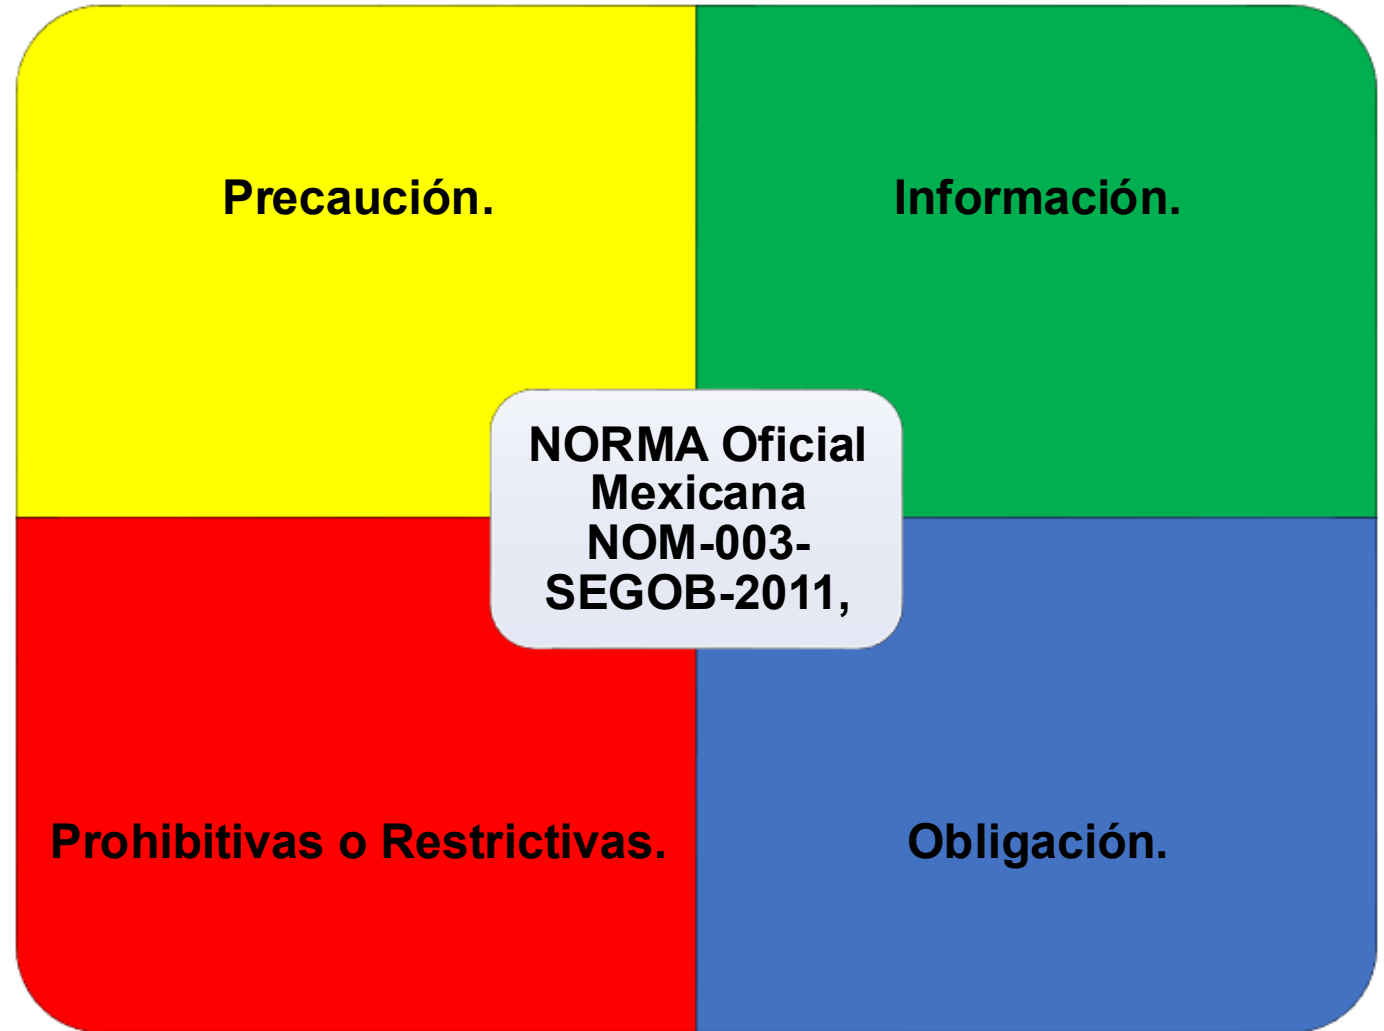 Precaución.
Información.
NORMA Oficial
Mexicana
NOM-003-
SEGOB-2011,
Prohibitivas o Restrictivas.
Obligación.